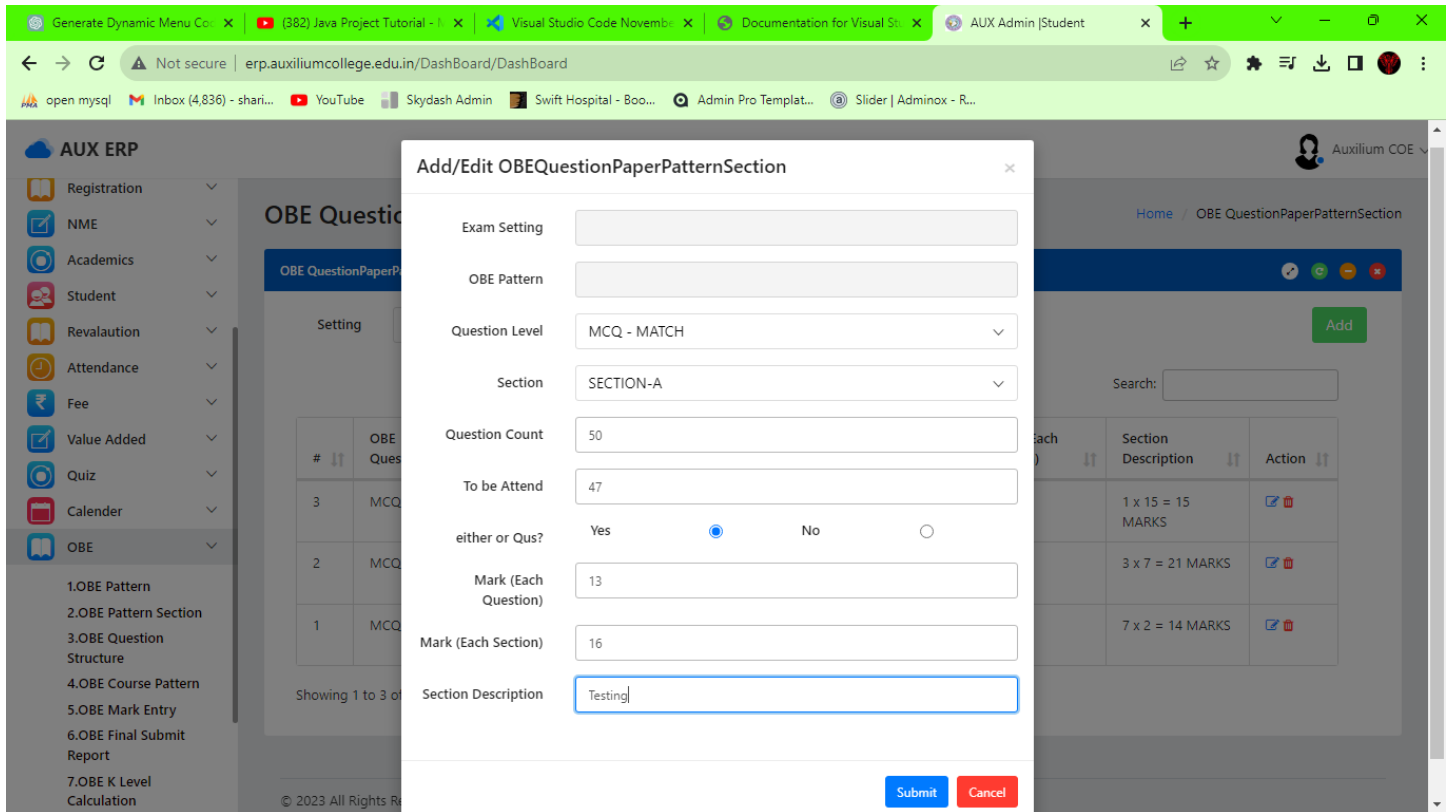 Generate Dynamic Menu Coc
(382) Java Project Tutorial - M
Visual Studio Code Novembe
Documentation for Visual Stu
AUX Admin |Student
Not secure | erp.auxiliumcollege.edu.in/DashBoard/DashBoard
open mysql
Inbox (4,836) - shari...
YouTube
Skydash Admin
Swift Hospital - Boo...
Admin Pro Templat...
Slider | Adminox - R...
AUX ERP
Auxilium COE
Registration
NME
Academics
Student
Revalaution
Attendance
Fee
Value Added
Quiz
Calender
OBE
1.OBE Pattern
2.OBE Pattern Section
3.OBE Question
Structure
4.OBE Course Pattern
5.OBE Mark Entry
6.OBE Final Submit
Report
7.OBE K Level
Calculation
OBE Questic
Home / OBE QuestionPaperPatternSection
OBE QuestionPaperPa
Setting
Add
Search:
#
OBE
Ques
Each
)
Section
Description
Action
3
MCQ
1 x 15 = 15
MARKS
2
MCQ
3 x 7 = 21 MARKS
1
MCQ
7 x 2 = 14 MARKS
Showing 1 to 3 of
© 2023 All Rights Re
Add/Edit OBEQuestionPaperPatternSection
×
Exam Setting
OBE Pattern
Question Level
MCQ - MATCH
Section
SECTION-A
Question Count
50
To be Attend
47
either or Qus?
Yes
No
Mark (Each
Question)
13
Mark (Each Section)
16
Section Description
Testing
Submit
Cancel